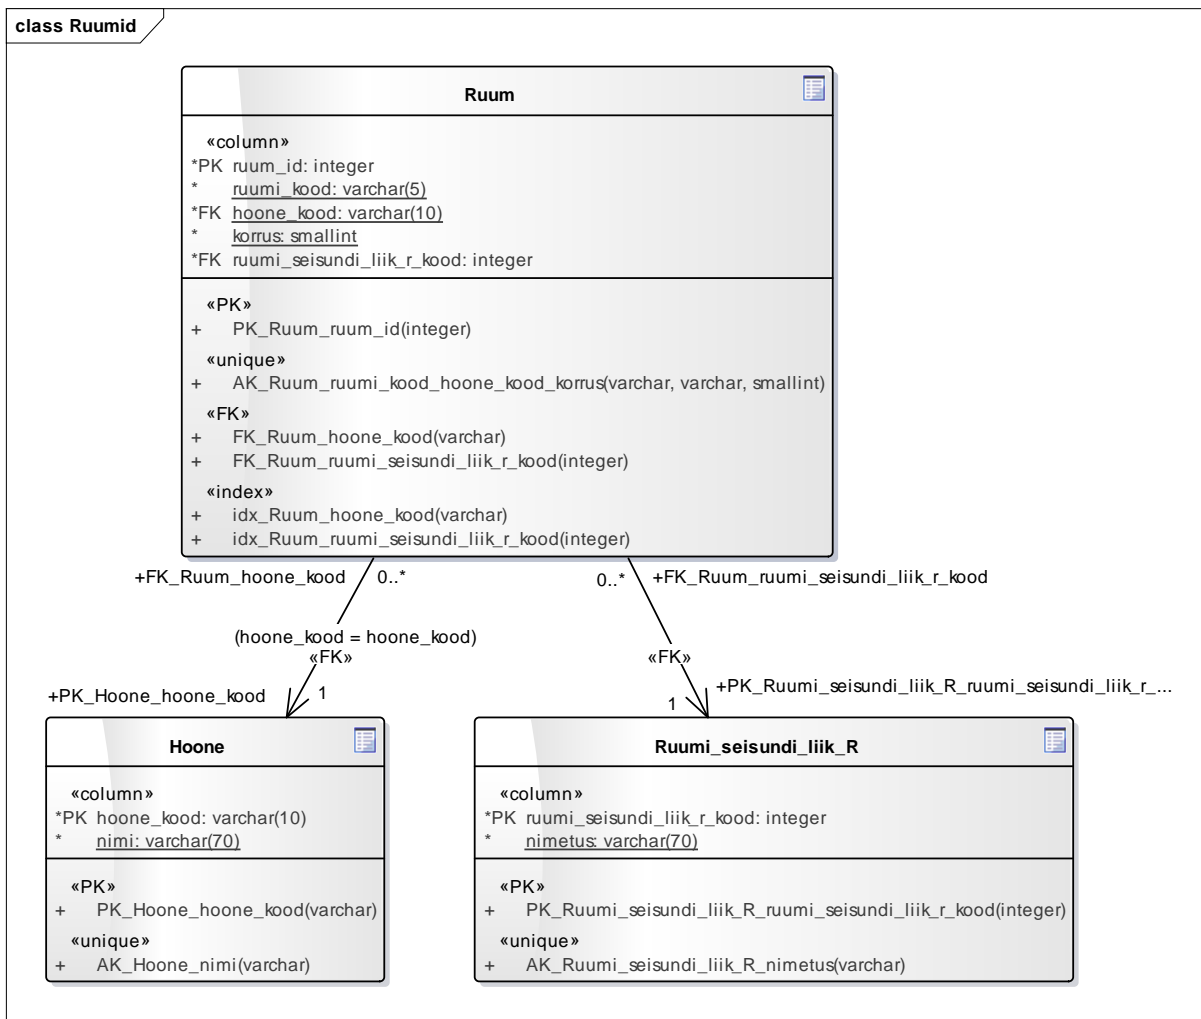 class Ruumid
Ruum
«column»
*PK ruum_id: integer
* ruumi_kood: varchar(5)
*FK hoone_kood: varchar(10)
* korrus: smallint
*FK ruumi_seisundi_liik_r_kood: integer
«PK»
+ PK_Ruum_ruum_id(integer)
«unique»
+ AK_Ruum_ruumi_kood_hoone_kood_korrus(varchar, varchar, smallint)
«FK»
+ FK_Ruum_hoone_kood(varchar)
+ FK_Ruum_ruumi_seisundi_liik_r_kood(integer)
«index»
+ idx_Ruum_hoone_kood(varchar)
+ idx_Ruum_ruumi_seisundi_liik_r_kood(integer)
+FK_Ruum_hoone_kood 0..*
0..* +FK_Ruum_ruumi_seisundi_liik_r_kood
(hoone_kood = hoone_kood)
«FK»
«FK»
+PK_Hoone_hoone_kood 1
1 +PK_Ruumi_seisundi_liik_R_ruumi_seisundi_liik_r_...
Hoone
«column»
*PK hoone_kood: varchar(10)
* nimi: varchar(70)
«PK»
+ PK_Hoone_hoone_kood(varchar)
«unique»
+ AK_Hoone_nimi(varchar)
Ruumi_seisundi_liik_R
«column»
*PK ruumi_seisundi_liik_r_kood: integer
* nimetus: varchar(70)
«PK»
+ PK_Ruumi_seisundi_liik_R_ruumi_seisundi_liik_r_kood(integer)
«unique»
+ AK_Ruumi_seisundi_liik_R_nimetus(varchar)